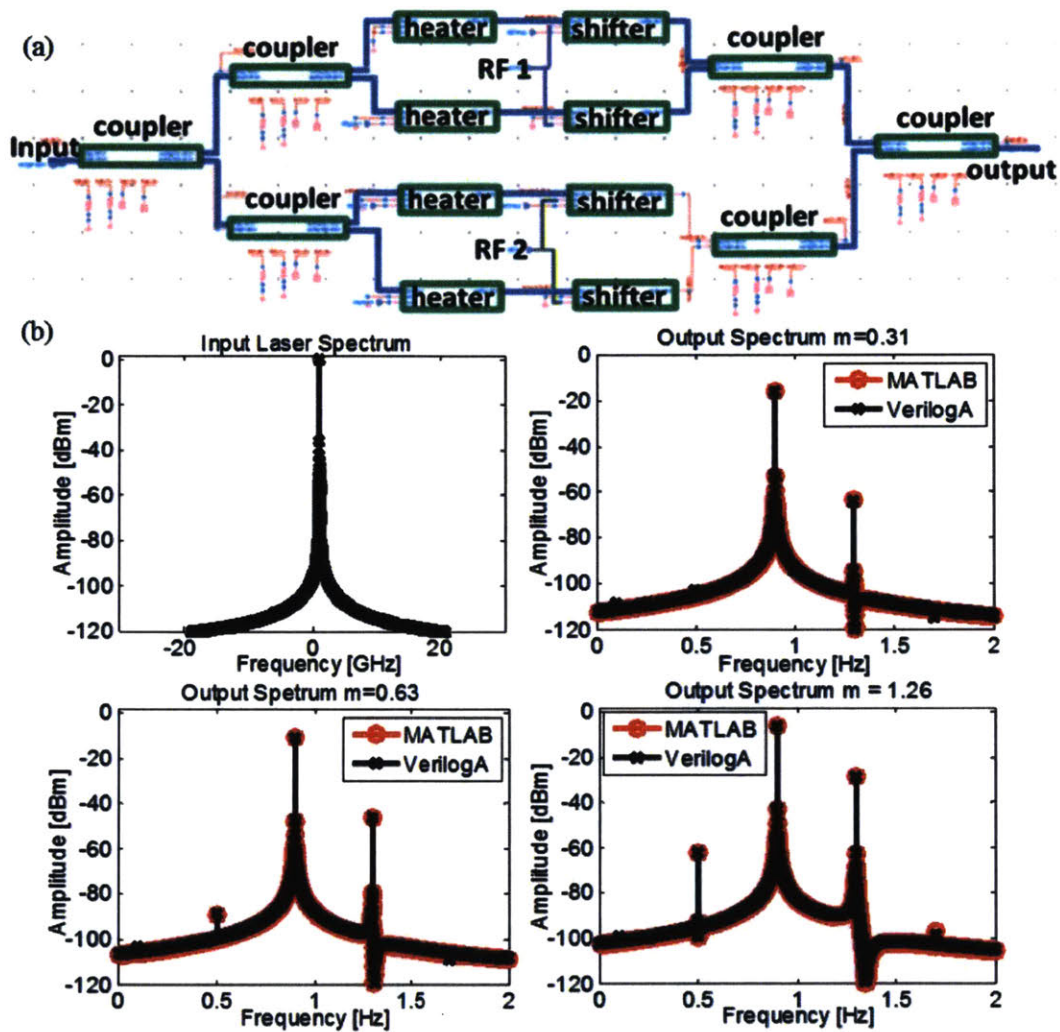 (a)
heater
shifter
coupler
RF 1
coupler
heater
shifter
coupler
coupler
Input
output
coupler
heater
shifter
coupler
RF 2
heater
shifter
(b)
Input Laser Spectrum
0
-20
-40
-60
-80
-100
-120
Amplitude [dBm]
-20
0
20
Frequency [GHz]
Output Spectrum m=0.31
MATLAB
VerilogA
0
-20
-40
-60
-80
-100
-120
Amplitude [dBm]
0
0.5
1
1.5
2
Frequency [Hz]
Output Spetrum m=0.63
MATLAB
VerilogA
0
-20
-40
-60
-80
-100
-120
Amplitude [dBm]
0
0.5
1
1.5
2
Frequency [Hz]
Output Spectrum m = 1.26
MATLAB
VerilogA
0
-20
-40
-60
-80
-100
-120
Amplitude [dBm]
0
0.5
1
1.5
2
Frequency [Hz]